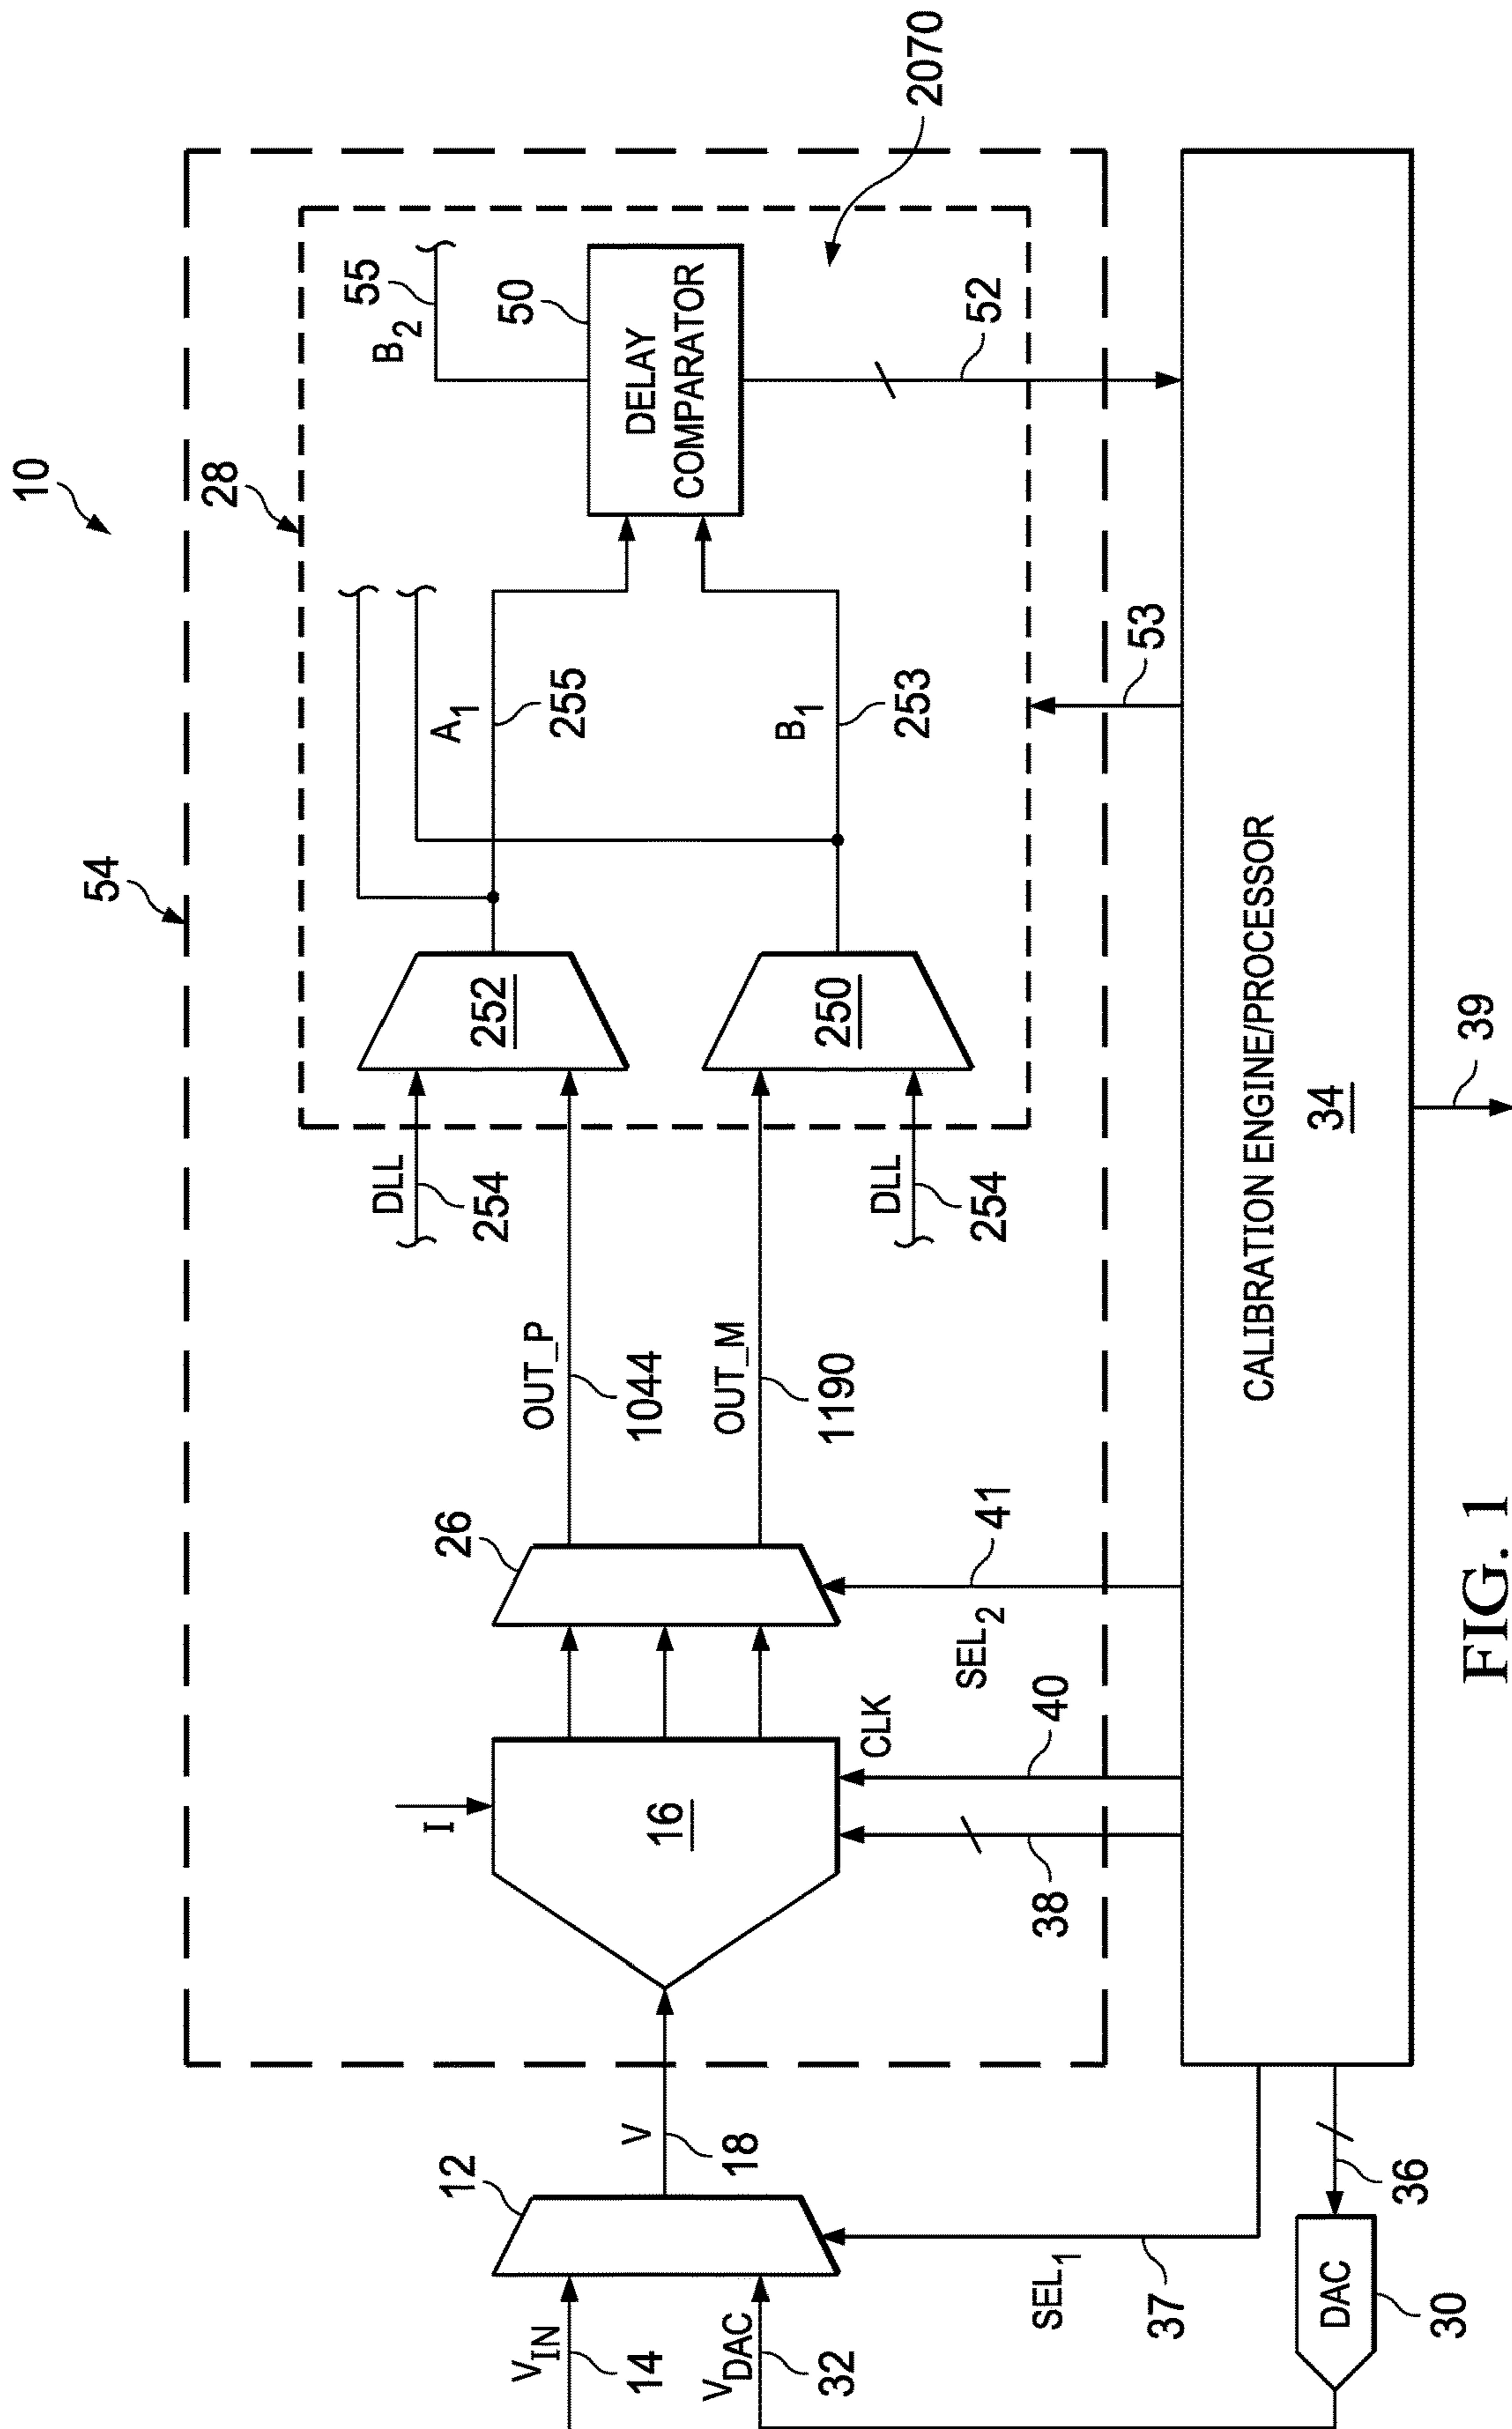 10
54
28
B2
55
50
DELAY
COMPARATOR
2070
52
A1
255
B1
253
252
250
DLL
254
DLL
254
OUT_P
1044
OUT_M
1190
26
SEL2
41
I
16
CLK
40
38
53
V
18
12
VIN
14
VDAC
32
SEL1
37
36
DAC
30
CALIBRATION ENGINE/PROCESSOR
34
39
FIG. 1